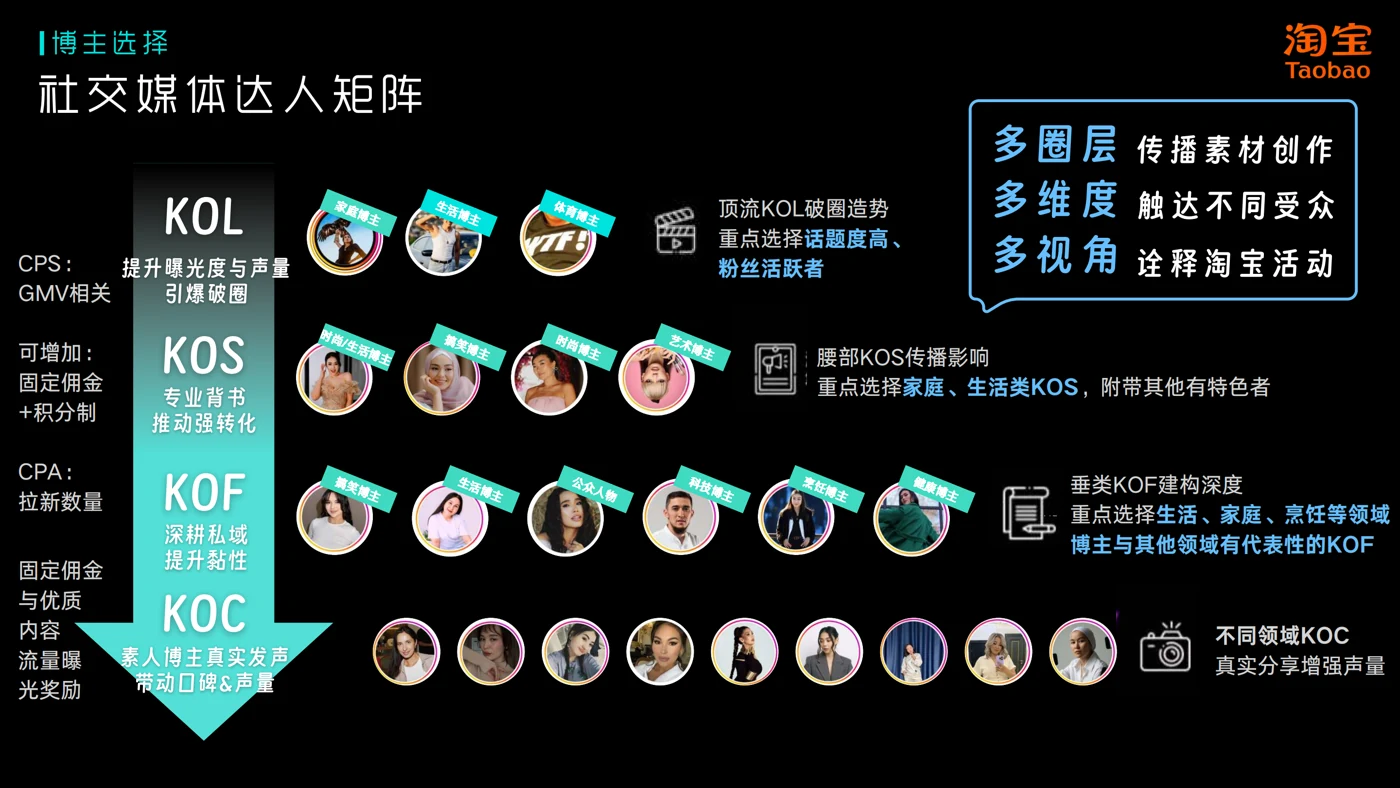 博主选择
社交媒体达人矩阵
淘宝
Taobao
多圈层 传播素材创作
多维度 触达不同受众
多视角 诠释淘宝活动
CPS：
GMV相关
可增加：
固定佣金
+积分制
CPA：
拉新数量
固定佣金
与优质
内容
流量曝
光奖励
KOL
提升曝光度与声量
引爆破圈
家庭博主
生活博主
体育博主
YTF!
顶流KOL破圈造势
重点选择话题度高、
粉丝活跃者
KOS
专业背书
推动强转化
时尚/生活博主
搞笑博主
时尚博主
艺术博主
腰部KOS传播影响
重点选择家庭、生活类KOS，附带其他有特色者
KOF
深耕私域
提升黏性
搞笑博主
生活博主
公众人物
科技博主
烹饪博主
健康博主
垂类KOF建构深度
重点选择生活、家庭、烹饪等领域
博主与其他领域有代表性的KOF
KOC
素人博主真实发声
带动口碑&声量
不同领域KOC
真实分享增强声量